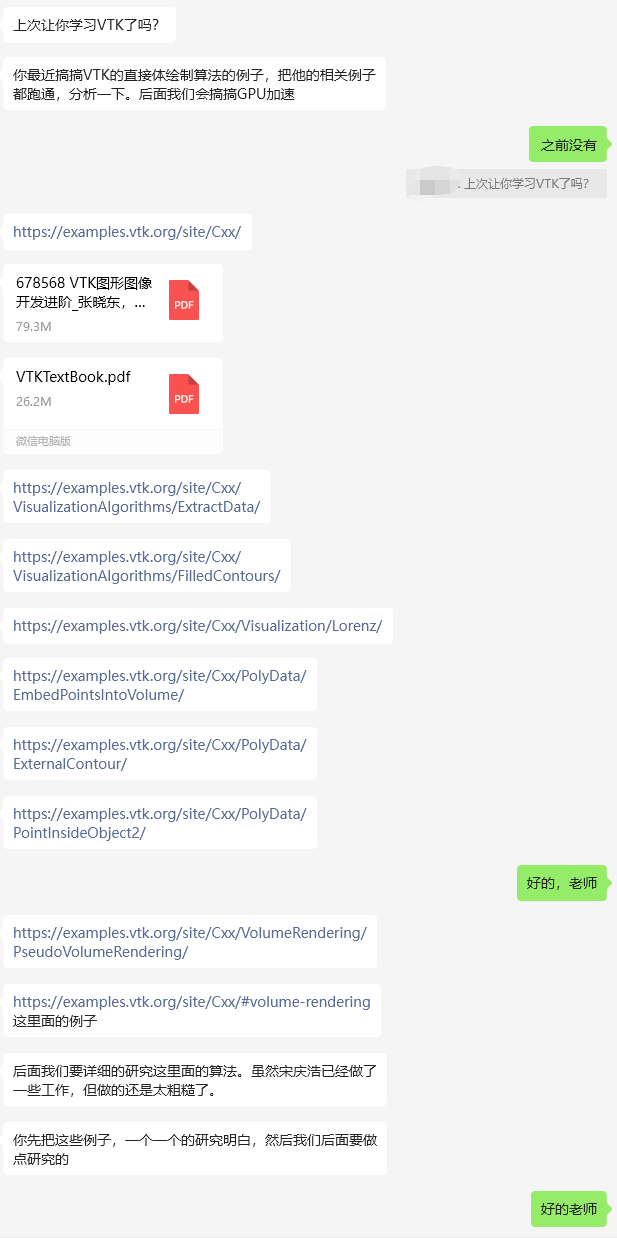 上次让你学习VTK了吗？
你最近搞搞VTK的直接体绘制算法的例子，把他的相关例子
都跑通，分析一下。后面我们会搞搞GPU加速
之前没有
: 上次让你学习VTK了吗？
https://examples.vtk.org/site/Cxx/
678568 VTK图形图像
开发进阶_张晓东，...
PDF
79.3M
VTKTextBook.pdf
26.2M
PDF
微信电脑版
https://examples.vtk.org/site/Cxx/
VisualizationAlgorithms/ExtractData/
https://examples.vtk.org/site/Cxx/
VisualizationAlgorithms/FilledContours/
https://examples.vtk.org/site/Cxx/Visualization/Lorenz/
https://examples.vtk.org/site/Cxx/PolyData/
EmbedPointsIntoVolume/
https://examples.vtk.org/site/Cxx/PolyData/
ExternalContour/
https://examples.vtk.org/site/Cxx/PolyData/
PointInsideObject2/
好的，老师
https://examples.vtk.org/site/Cxx/VolumeRendering/
PseudoVolumeRendering/
https://examples.vtk.org/site/Cxx/#volume-rendering
这里面的例子
后面我们要详细的研究这里面的算法。虽然宋庆浩已经做了
一些工作，但做的还是太粗糙了。
你先把这些例子，一个一个的研究明白，然后我们后面要做
点研究的
好的老师